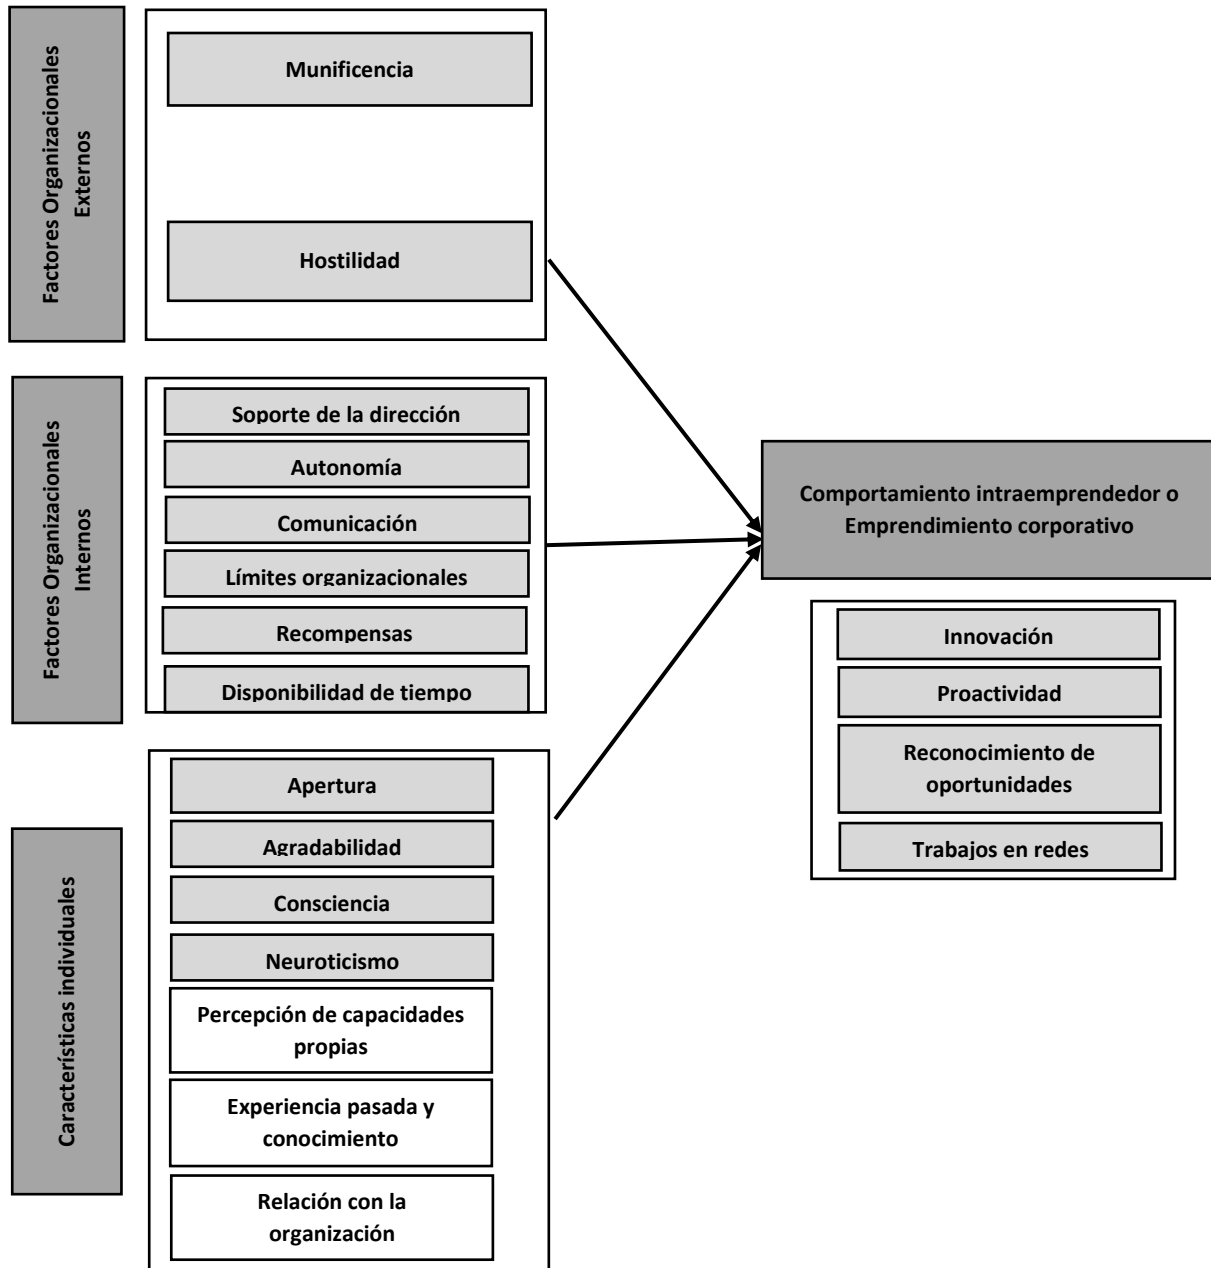 Factores Organizacionales
Externos
Munificencia
Hostilidad
Factores Organizacionales
Internos
Soporte de la dirección
Autonomía
Comunicación
Límites organizacionales
Recompensas
Disponibilidad de tiempo
Características individuales
Apertura
Agradabilidad
Consciencia
Neuroticismo
Percepción de capacidades
propias
Experiencia pasada y
conocimiento
Relación con la
organización
Comportamiento intraemprendedor o
Emprendimiento corporativo
Innovación
Proactividad
Reconocimiento de
oportunidades
Trabajos en redes